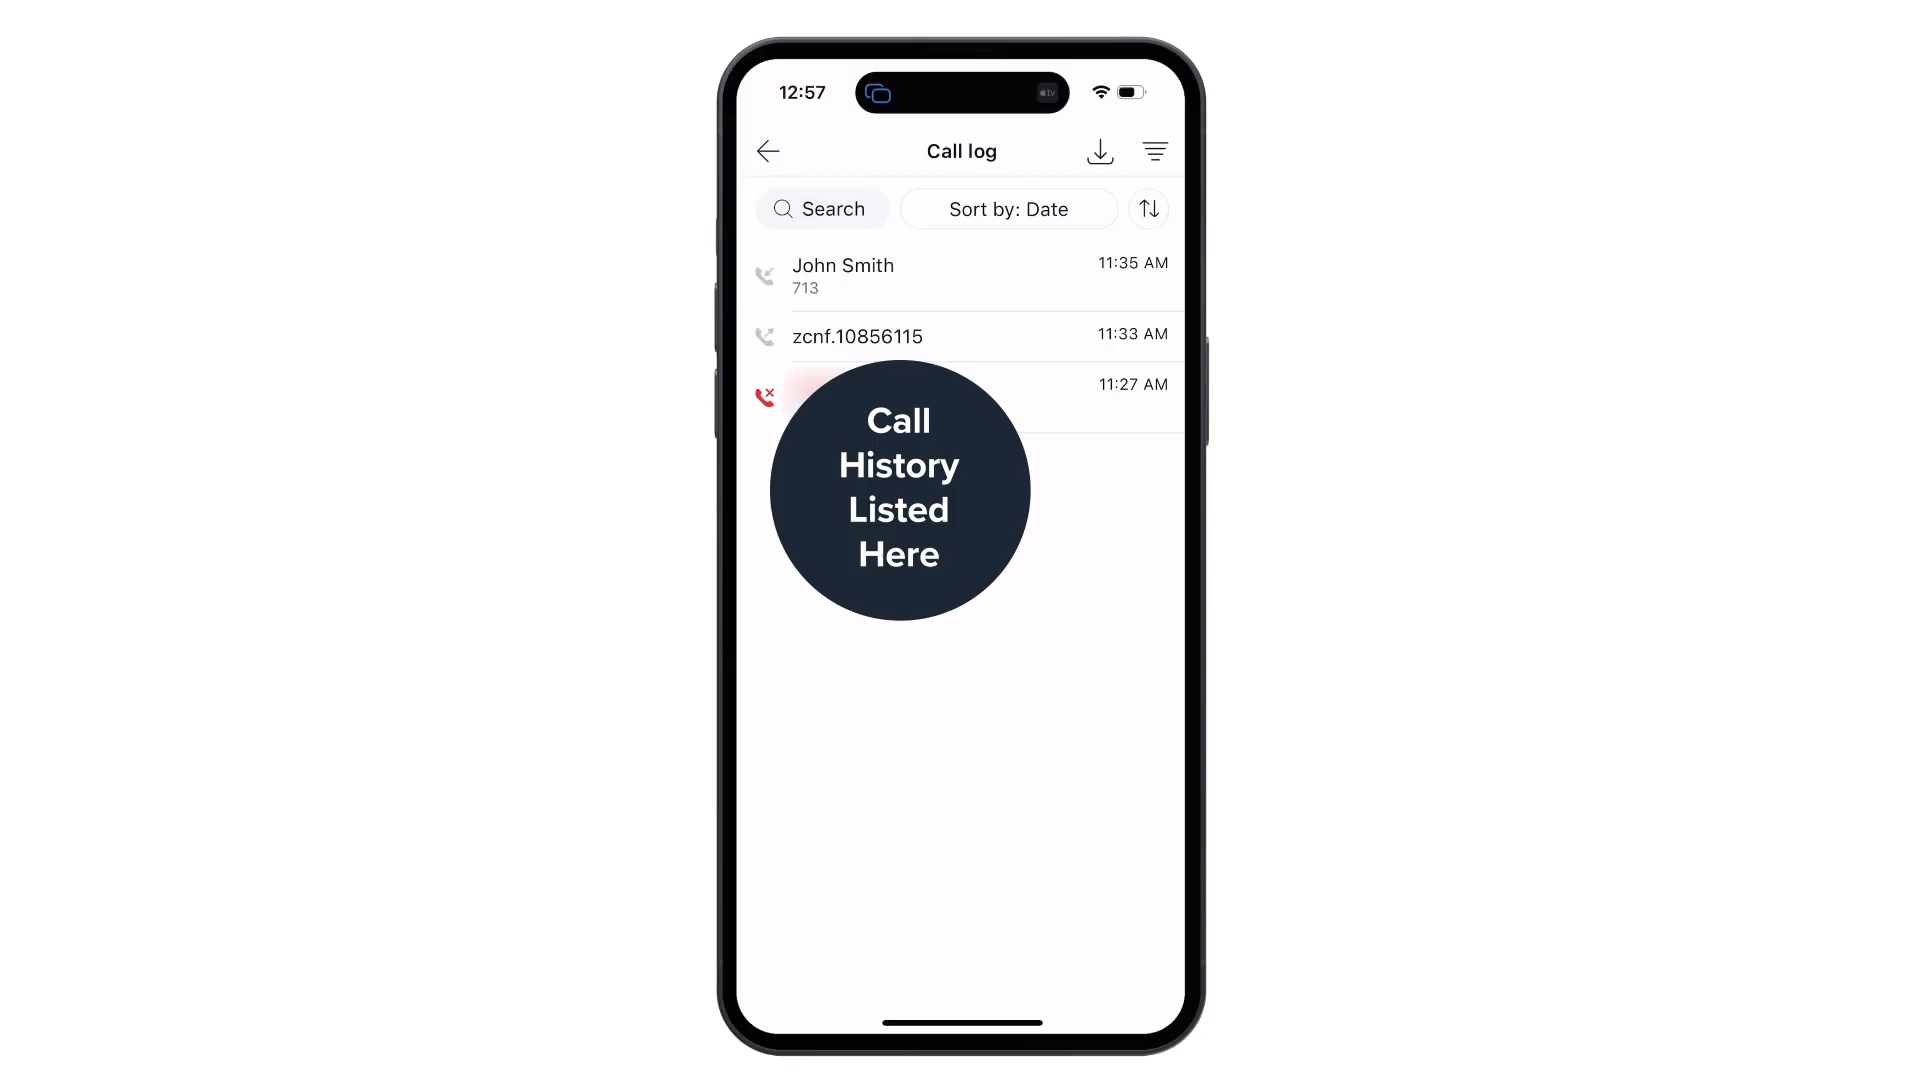 12:57
tv
Call log
Search
Sort by: Date
John Smith
11:35 AM
713
zcnf.10856115
11:33 AM
11:27 AM
Call
History
Listed
Here